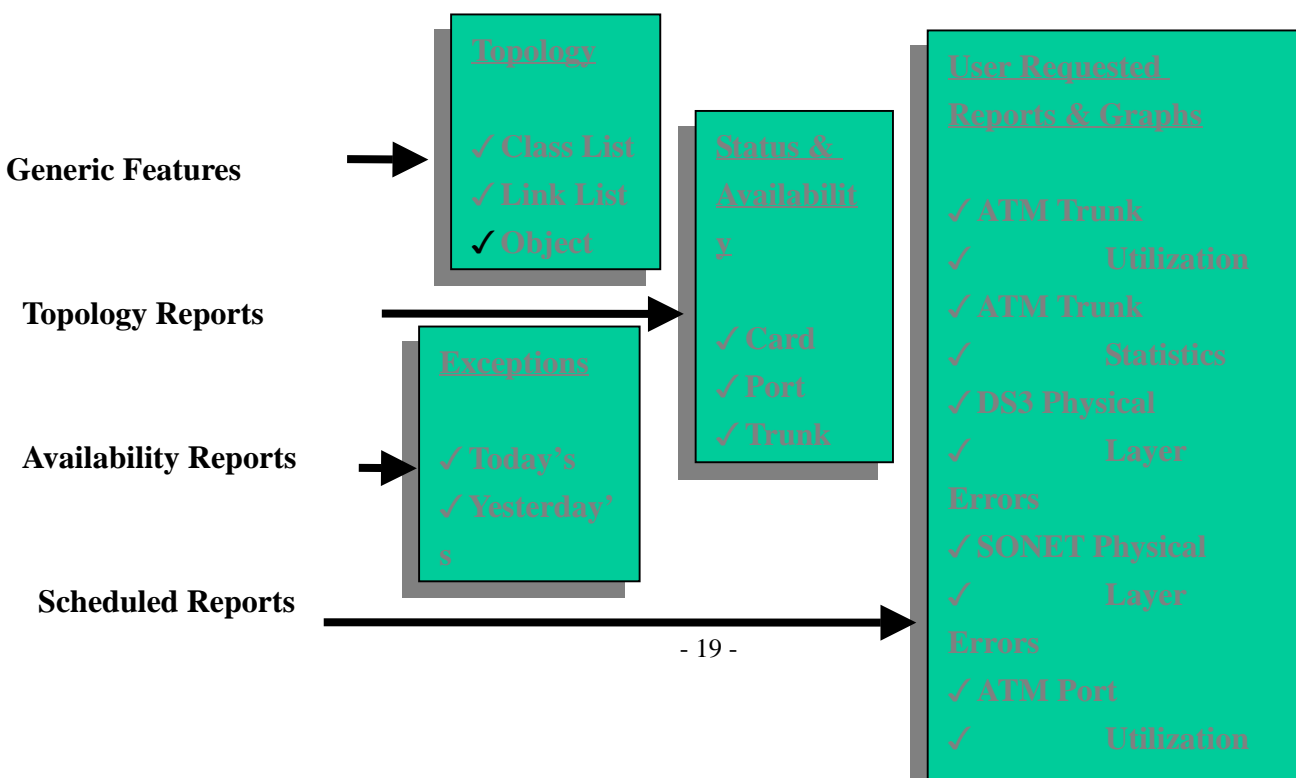 Generic Features
Topology
✓ Class List
✓ Link List
✓ Object
Topology Reports
Status &
Availabilit
y
✓ Card
✓ Port
✓ Trunk
Availability Reports
Exceptions
✓ Today’s
✓ Yesterday’
s
Scheduled Reports
User Requested
Reports & Graphs
✓ ATM Trunk
✓ Utilization
✓ ATM Trunk
✓ Statistics
✓ DS3 Physical
✓ Layer
Errors
✓ SONET Physical
✓ Layer
Errors
✓ ATM Port
✓ Utilization
- 19 -